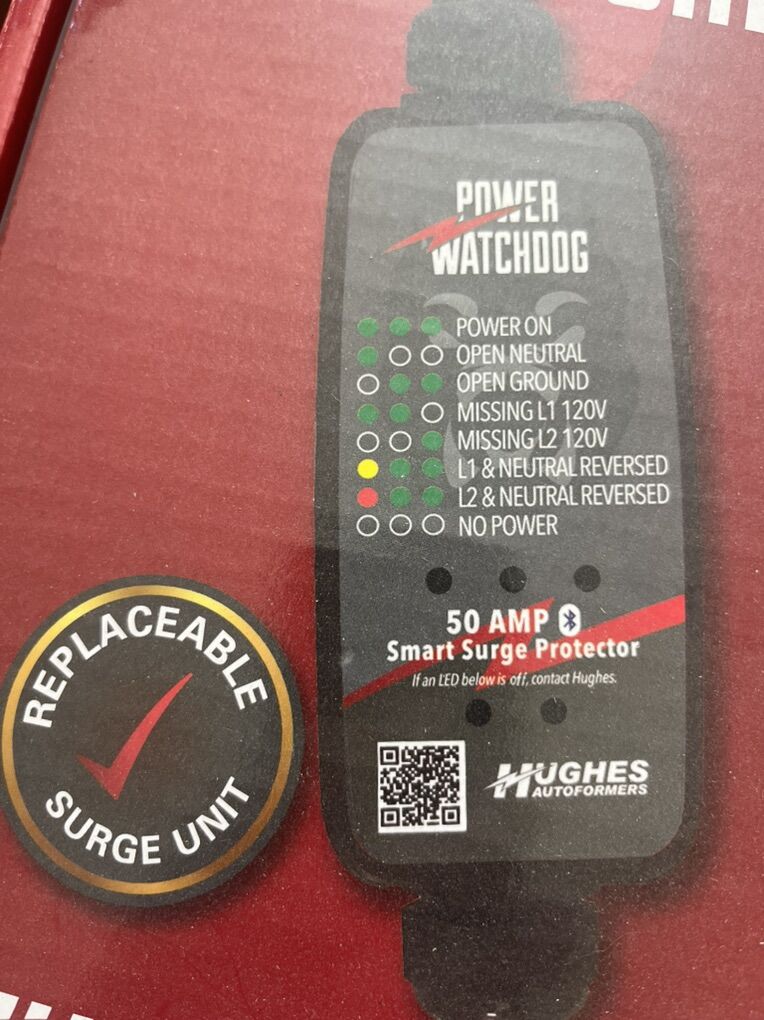 POWER
WATCHDOG
POWER ON
OPEN NEUTRAL
OPEN GROUND
MISSING L1 120V
MISSING L2 120V
L1 & NEUTRAL REVERSED
L2 & NEUTRAL REVERSED
NO POWER
50 AMP
Smart Surge Protector
If an LED below is off, contact Hughes.
HUGHES
AUTOFORMERS
REPLACEABLE
SURGE UNIT